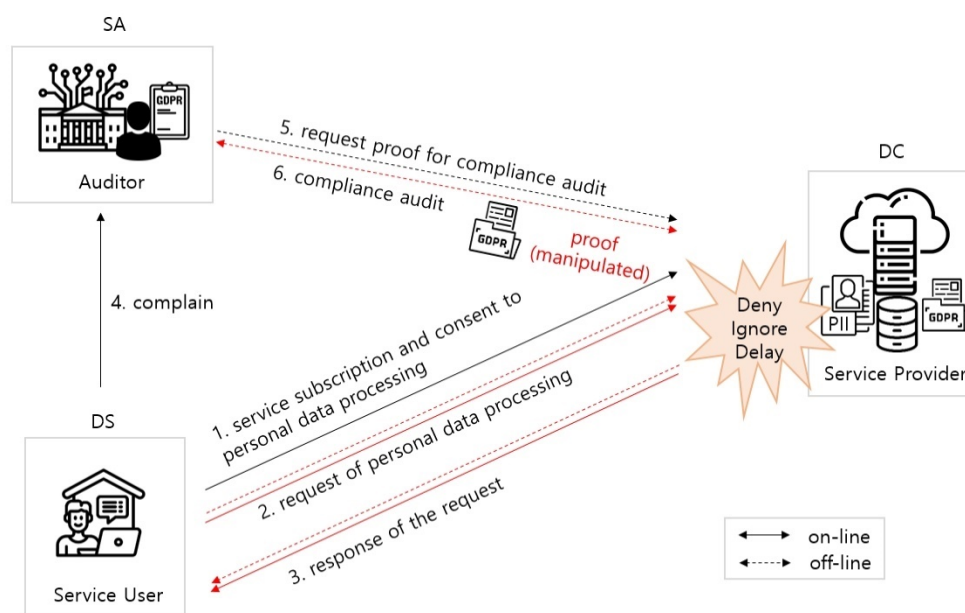 SA
GDPR
Auditor
5. request proof for compliance audit
6. compliance audit
GDPR
proof
(manipulated)
DC
PII
GDPR
Service Provider
Deny
Ignore
Delay
4. complain
1. service subscription and consent to
personal data processing
2. request of personal data processing
3. response of the request
DS
Service User
on-line
off-line